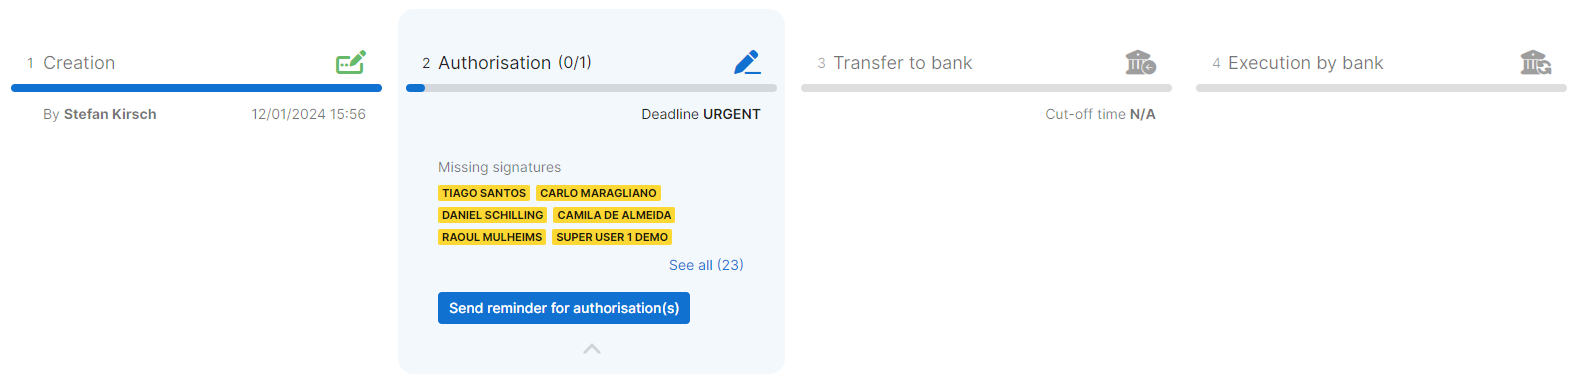 1 Creation
By Stefan Kirsch 12/01/2024 15:56
2 Authorisation (0/1)
Deadline URGENT
Missing signatures
TIAGO SANTOS CARLO MARAGLIANO
DANIEL SCHILLING CAMILA DE ALMEIDA
RAOUL MULHEIMS SUPER USER 1 DEMO
See all (23)
Send reminder for authorisation(s)
3 Transfer to bank
Cut-off time N/A
4 Execution by bank